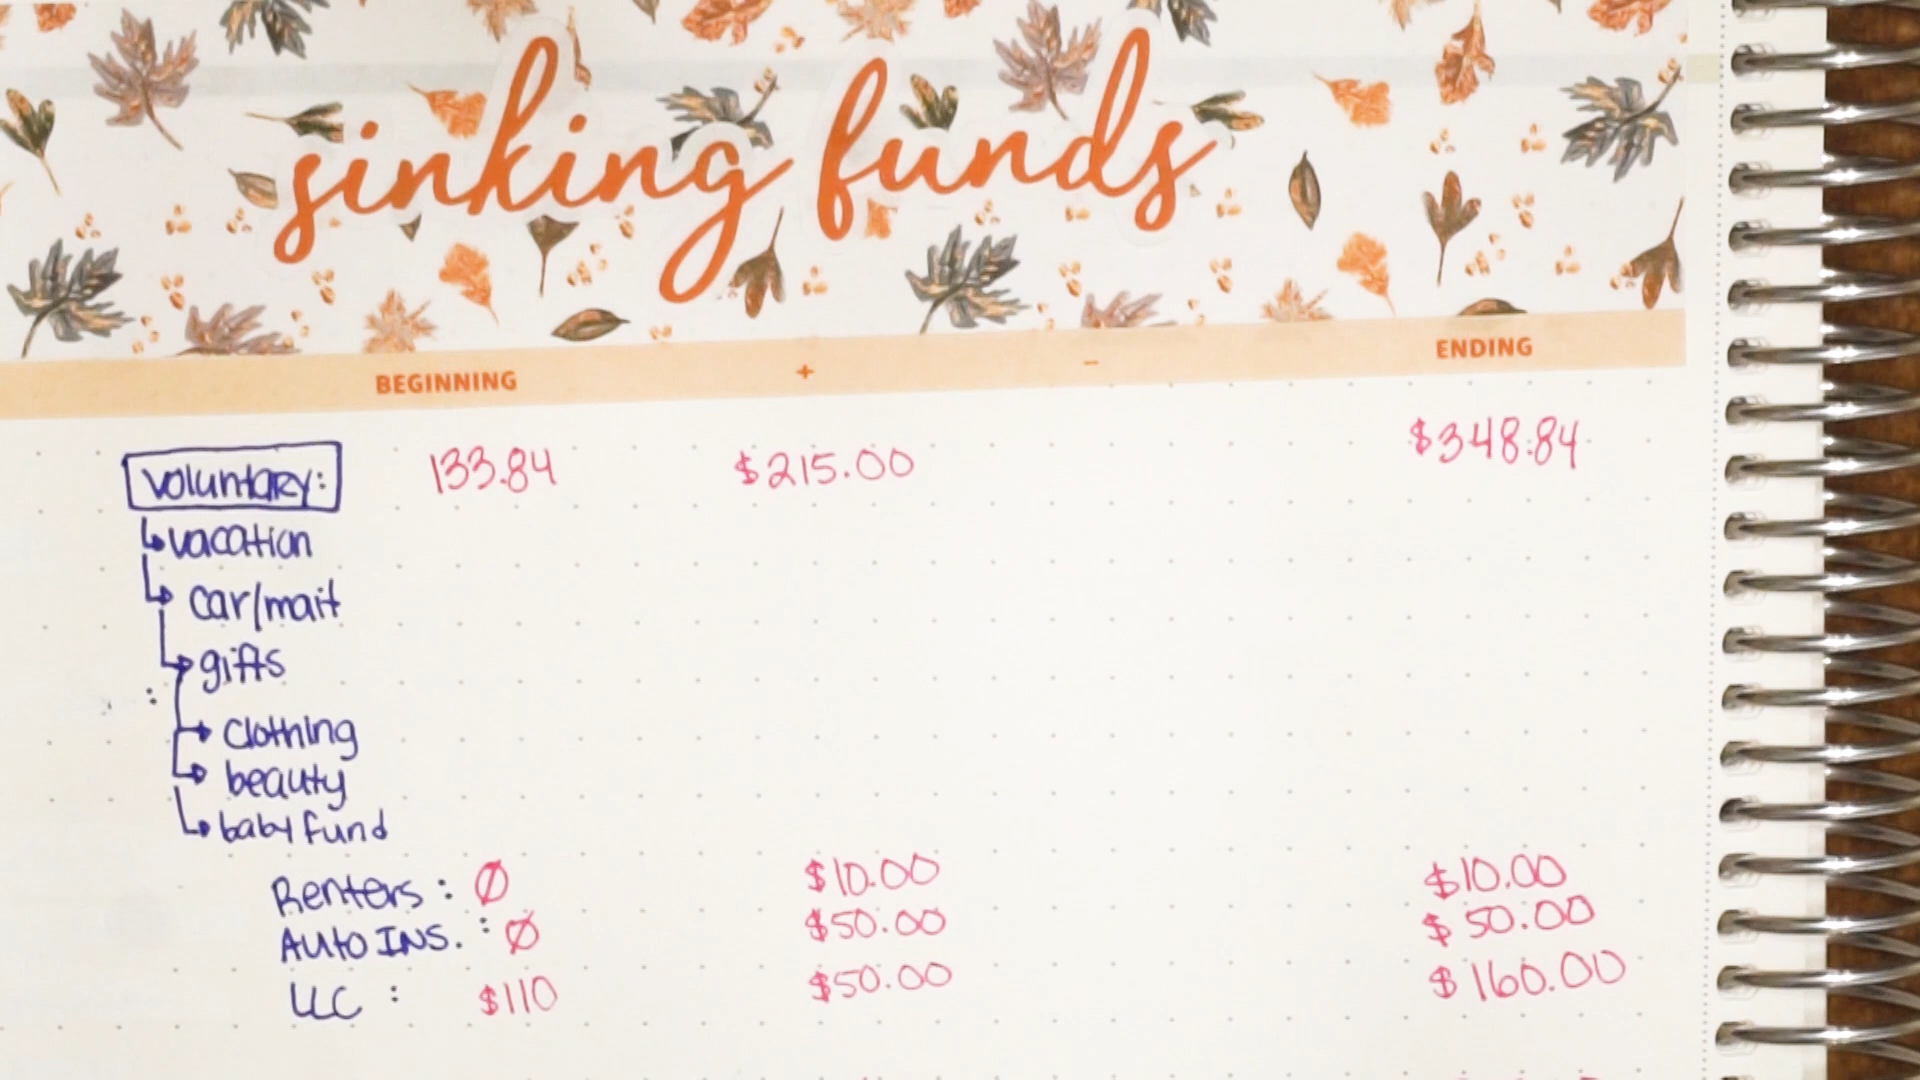 sinking funds
BEGINNING + - ENDING
voluntary: 133.84 $215.00 $348.84
vacation
car/mait
gifts
:
clothing
beauty
baby fund
Renters : Ø $10.00 $10.00
Auto INS. : Ø $50.00 $50.00
LLC : $110 $50.00 $160.00